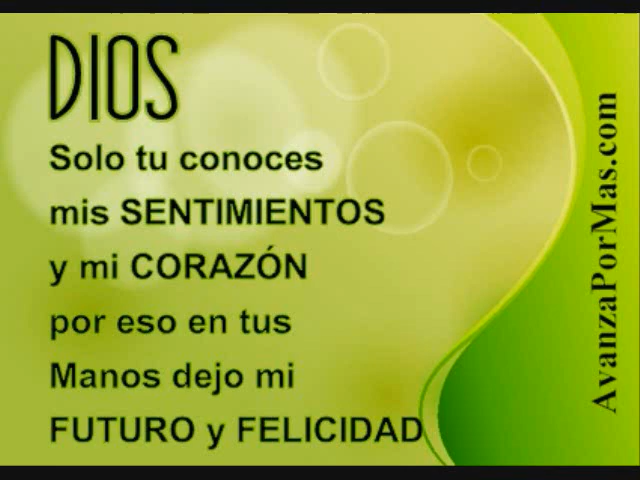 DIOS
Solo tu conoces
mis SENTIMIENTOS
y mi CORAZÓN
por eso en tus
Manos dejo mi
FUTURO y FELICIDAD
AvanzaPorMas.com